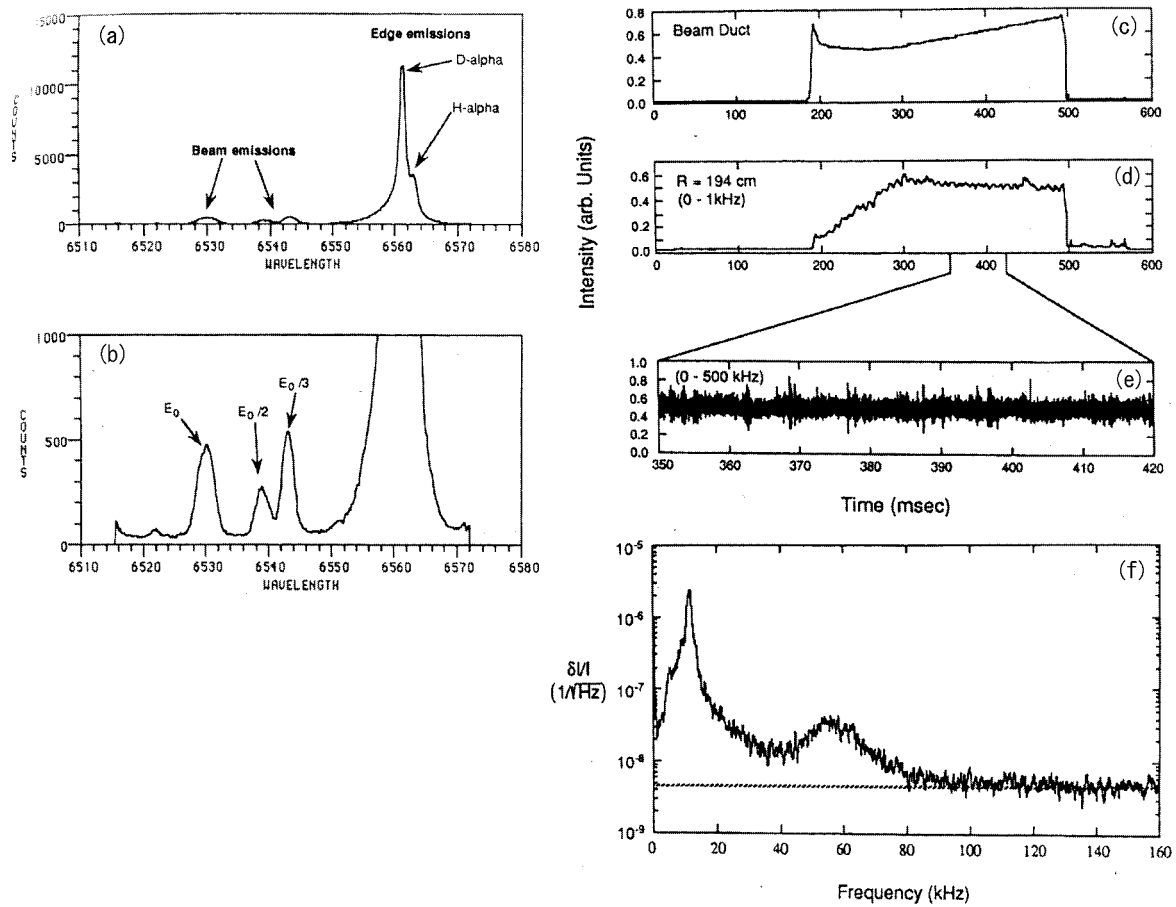 (a)
15000
10000
5000
0
COUNTS
Edge emissions
D-alpha
H-alpha
Beam emissions
6510 6520 6530 6540 6550 6560 6570 6580
WAVELENGTH
(b)
1000
500
0
COUNTS
E0
E0/2
E0/3
6510 6520 6530 6540 6550 6560 6570 6580
WAVELENGTH
Intensity (arb. Units)
0.8
0.6
0.4
0.2
0.0
Beam Duct
(c)
0 100 200 300 400 500 600
0.6
0.4
0.2
0
R = 194 cm
(0 - 1kHz)
(d)
0 100 200 300 400 500 600
1.0
0.8
0.6
0.4
0.2
0.0
(0 - 500 kHz)
(e)
350 360 370 380 390 400 410 420
Time (msec)
10-5
10-6
10-7
10-8
10-9
(f)
δI/I
(1/√Hz)
0 20 40 60 80 100 120 140 160
Frequency (kHz)